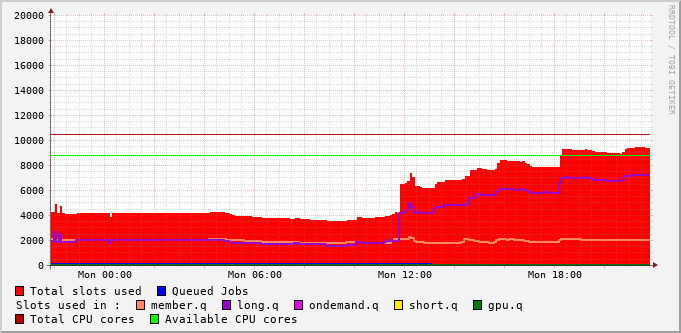 20000
18000
16000
14000
12000
10000
8000
6000
4000
2000
0
Mon 00:00 Mon 06:00 Mon 12:00 Mon 18:00
RRDTOOL / TOBI OETIKER
Total slots used Queued Jobs
Slots used in : member.q long.q ondemand.q short.q gpu.q
Total CPU cores Available CPU cores